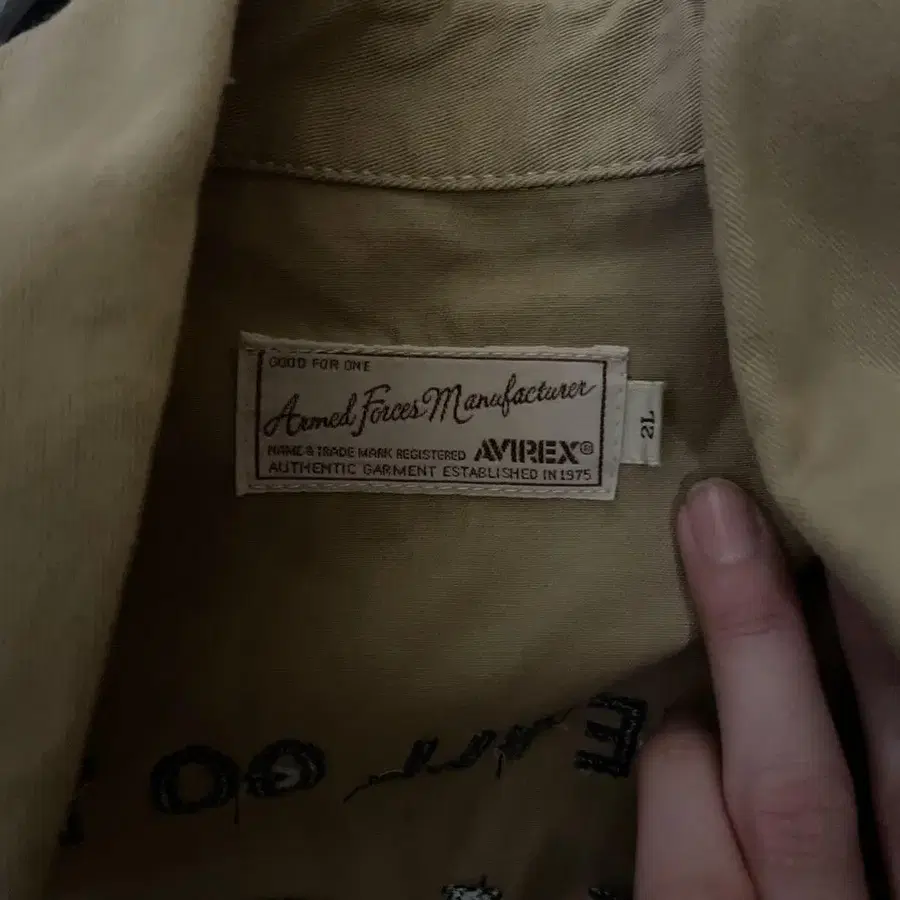 GOOD FOR ONE
Armed Forces Manufacturer
NAME & TRADE MARK REGISTERED AVIREX®
AUTHENTIC GARMENT ESTABLISHED IN 1975
2L